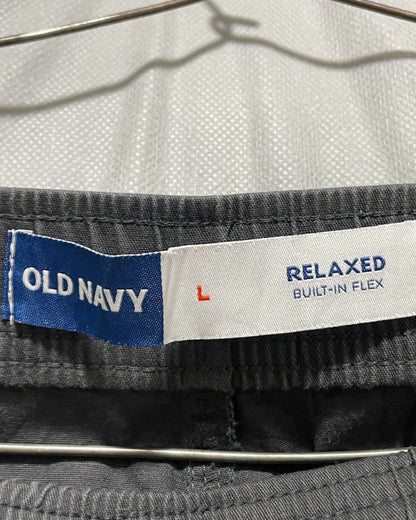 OLD NAVY
L
RELAXED
BUILT-IN FLEX